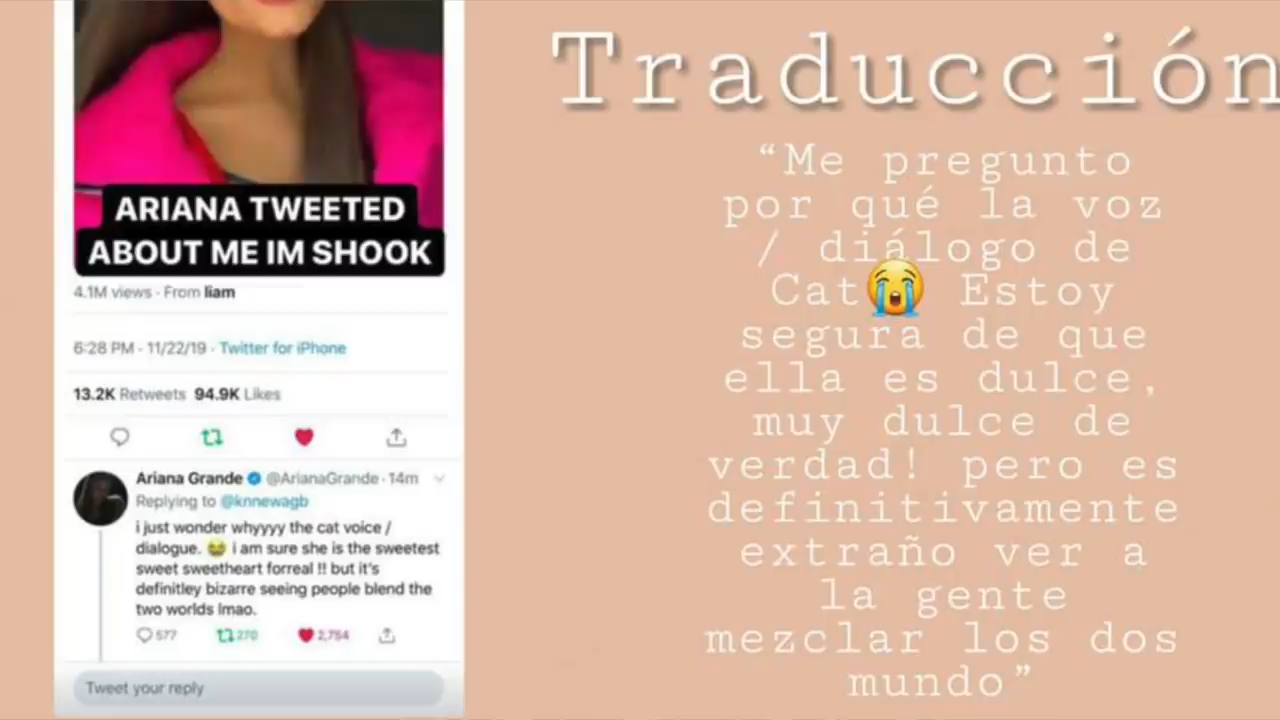 ARIANA TWEETED
ABOUT ME IM SHOOK
4.1M views · From liam
6:28 PM · 11/22/19 · Twitter for iPhone
13.2K Retweets 94.9K Likes
Ariana Grande @ArianaGrande · 14m
Replying to @knnewagb
i just wonder whyyyy the cat voice /
dialogue. 😭 i am sure she is the sweetest
sweet sweetheart forreal !! but it's
definitley bizarre seeing people blend the
two worlds lmao.
577 270 2,754
Tweet your reply
Traducción
“Me pregunto
por qué la voz
/ diálogo de
Cat😭 Estoy
segura de que
ella es dulce,
muy dulce de
verdad! pero es
definitivamente
extraño ver a
la gente
mezclar los dos
mundo”